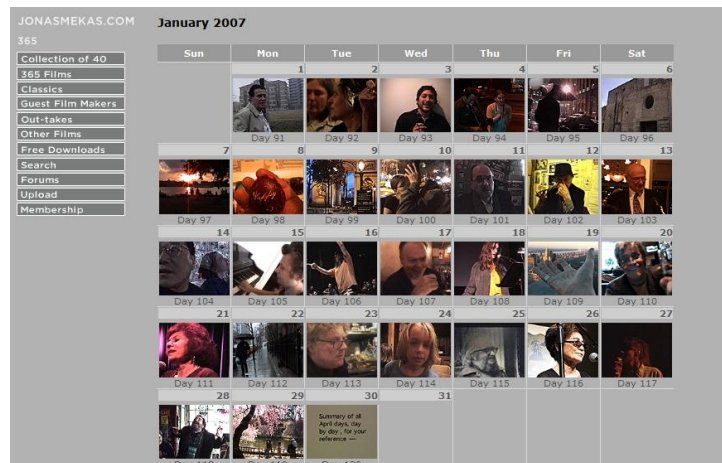 JONASMEKAS.COM
365
Collection of 40
365 Films
Classics
Guest Film Makers
Out-takes
Other Films
Free Downloads
Search
Forums
Upload
Membership
January 2007
Sun Mon Tue Wed Thu Fri Sat
1 2 3 4 5 6
Day 91 Day 92 Day 93 Day 94 Day 95 Day 96
7 8 9 10 11 12 13
Day 97 Day 98 Day 99 Day 100 Day 101 Day 102 Day 103
14 15 16 17 18 19 20
Day 104 Day 105 Day 106 Day 107 Day 108 Day 109 Day 110
21 22 23 24 25 26 27
Day 111 Day 112 Day 113 Day 114 Day 115 Day 116 Day 117
28 29 30 31
Summary of all
April days, day
by day , for your
reference —